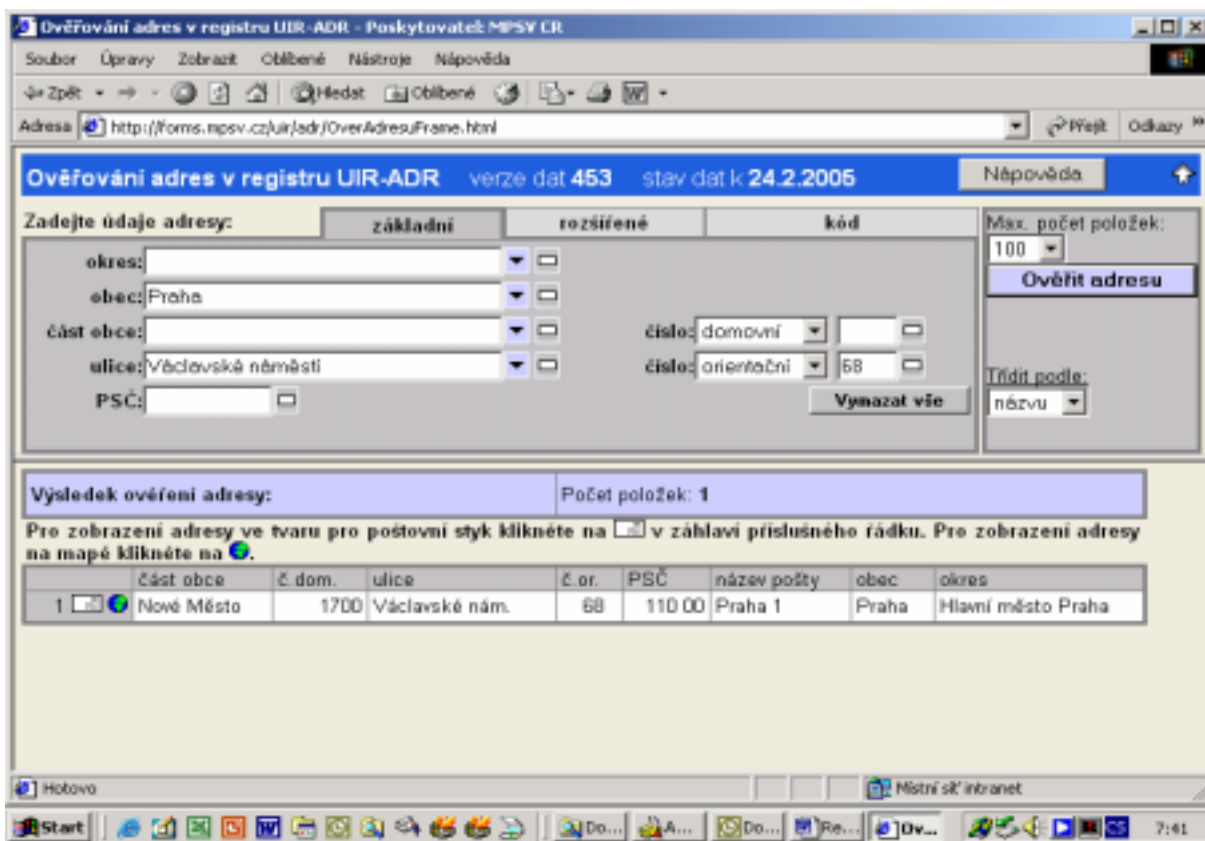 Ověřování adres v registru UIR-ADR - Poskytovatel: MPSV ČR
Soubor Úpravy Zobrazit Oblíbené Nástroje Nápověda
Zpět Hledat Oblíbené
Adresa http://forms.mpsv.cz/uir/adr/OverAdresuFrame.html Přejít Odkazy »
Ověřování adres v registru UIR-ADR verze dat 453 stav dat k 24.2.2005 Nápověda
Zadejte údaje adresy: základní rozšířené kód Max. počet položek:
100
okres: Ověřit adresu
obec: Praha
část obce: číslo: domovní
ulice: Václavské náměstí číslo: orientační 68
Třídit podle:
PSČ: Vymazat vše názvu
Výsledek ověření adresy: Počet položek: 1
Pro zobrazení adresy ve tvaru pro poštovní styk klikněte na v záhlaví příslušného řádku. Pro zobrazení adresy
na mapě klikněte na .
část obce č. dom. ulice č. or. PSČ název pošty obec okres
1 Nové Město 1700 Václavské nám. 68 110 00 Praha 1 Praha Hlavní město Praha
Hotovo Místní síť intranet
Start Do... A... Do... Re... Ov... CS 7:41